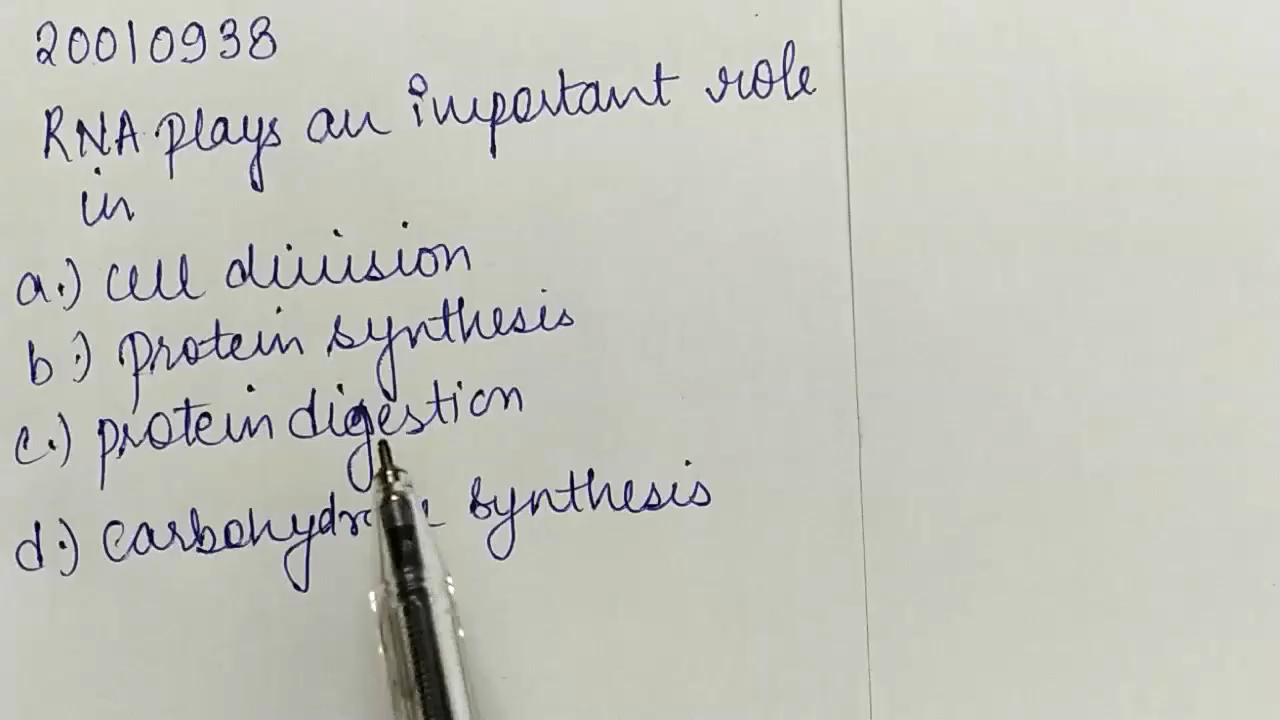 20010938
RNA plays an important role
in
a.) cell division
b.) protein synthesis
c.) protein digestion
d.) synthesis